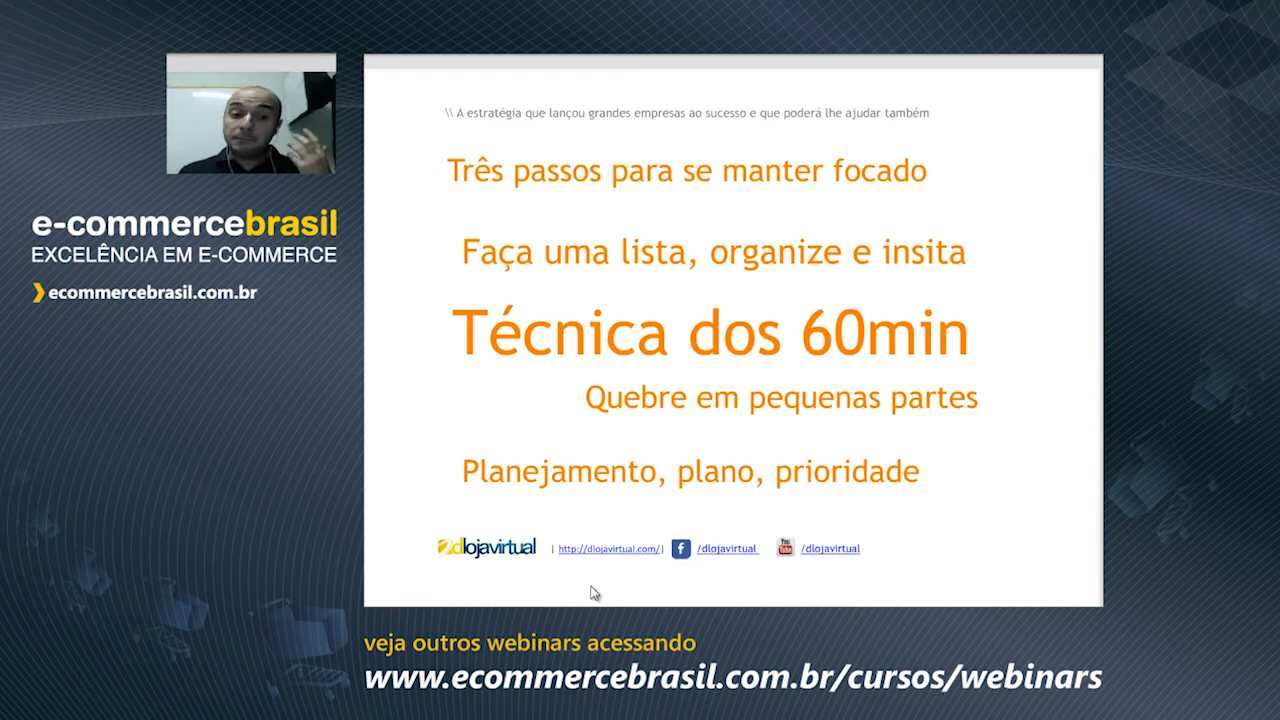 e-commercebrasil
EXCELÊNCIA EM E-COMMERCE
ecommercebrasil.com.br
\\ A estratégia que lançou grandes empresas ao sucesso e que poderá lhe ajudar também
Três passos para se manter focado
Faça uma lista, organize e insita
Técnica dos 60min
Quebre em pequenas partes
Planejamento, plano, prioridade
dlojavirtual | http://dlojavirtual.com/| f /dlojavirtual You Tube /dlojavirtual
veja outros webinars acessando
www.ecommercebrasil.com.br/cursos/webinars